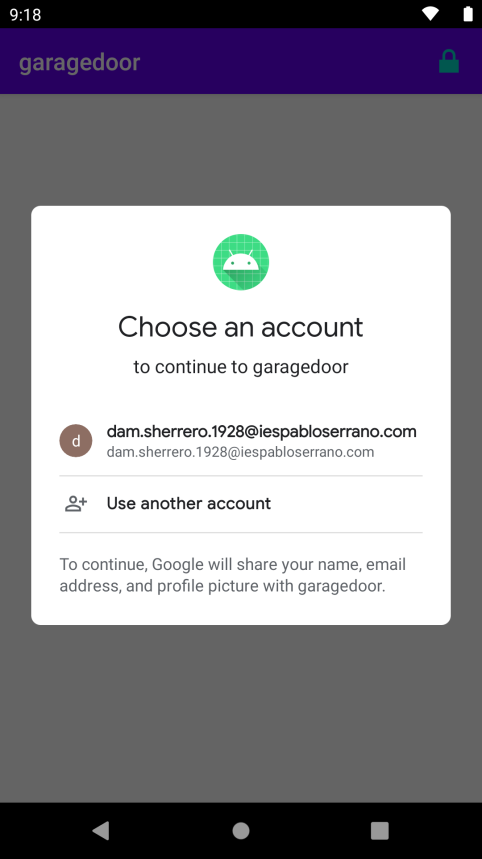 9:18
garagedoor
Choose an account
to continue to garagedoor
d
dam.sherrero.1928@iespabloserrano.com
dam.sherrero.1928@iespabloserrano.com
Use another account
To continue, Google will share your name, email
address, and profile picture with garagedoor.